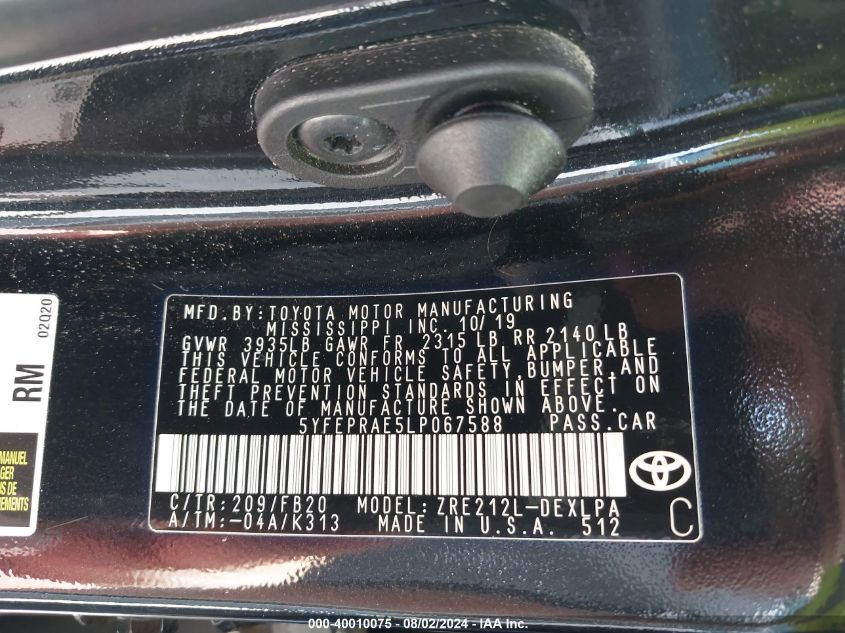 MFD. BY: TOYOTA MOTOR MANUFACTURING
MISSISSIPPI INC. 10/19
GVWR 3935LB GAWR FR 2315 LB, RR 2140 LB
THIS VEHICLE CONFORMS TO ALL APPLICABLE
FEDERAL MOTOR VEHICLE SAFETY, BUMPER, AND
THEFT PREVENTION STANDARDS IN EFFECT ON
THE DATE OF MANUFACTURE SHOWN ABOVE.
5YFEPRAE5LP067588 PASS. CAR
C/TR: 209/FB20 MODEL: ZRE212L-DEXLPA
A/TM: -04A/K313 MADE IN U.S.A. 512
C
02Q20
RM
MANUEL
DE
000-40010075 - 08/02/2024 - IAA Inc.